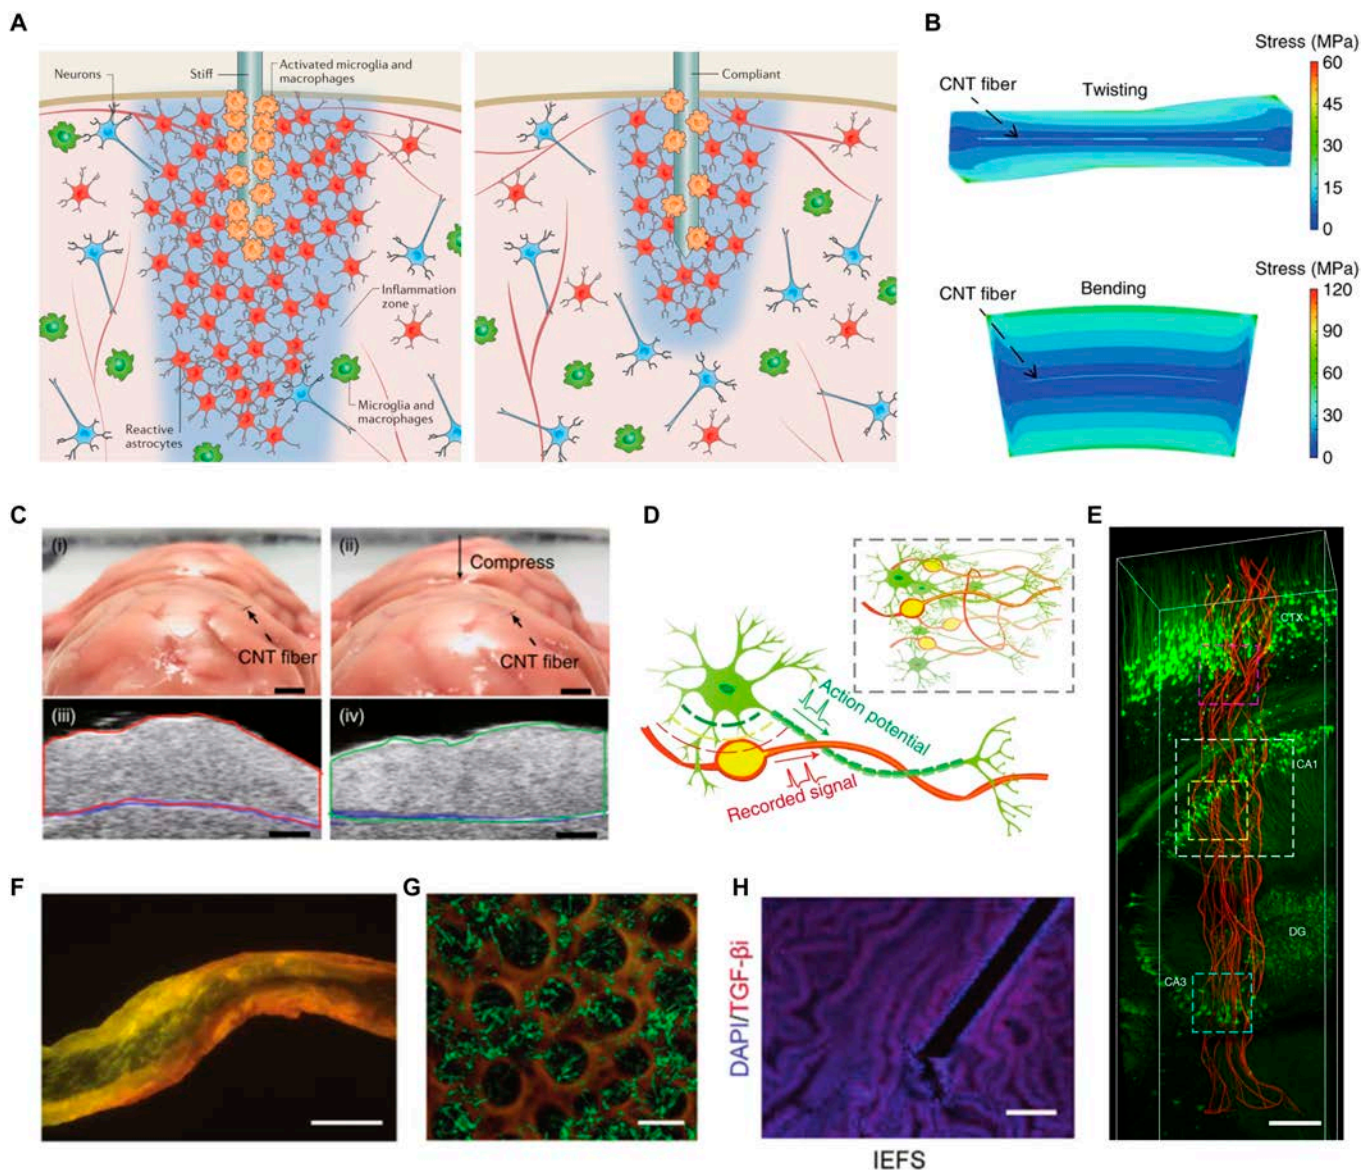 A
Neurons
Stiff
Activated microglia and
macrophages
Inflammation
zone
Microglia and
macrophages
Reactive
astrocytes
Compliant
B
Stress (MPa)
CNT fiber
Twisting
60
45
30
15
0
Stress (MPa)
CNT fiber
Bending
120
90
60
30
0
C
(i)
CNT fiber
(ii)
Compress
CNT fiber
(iii)
(iv)
D
Action potential
Recorded signal
E
CTX
CA1
DG
CA3
F
G
H
DAPI/TGF-βi
IEFS